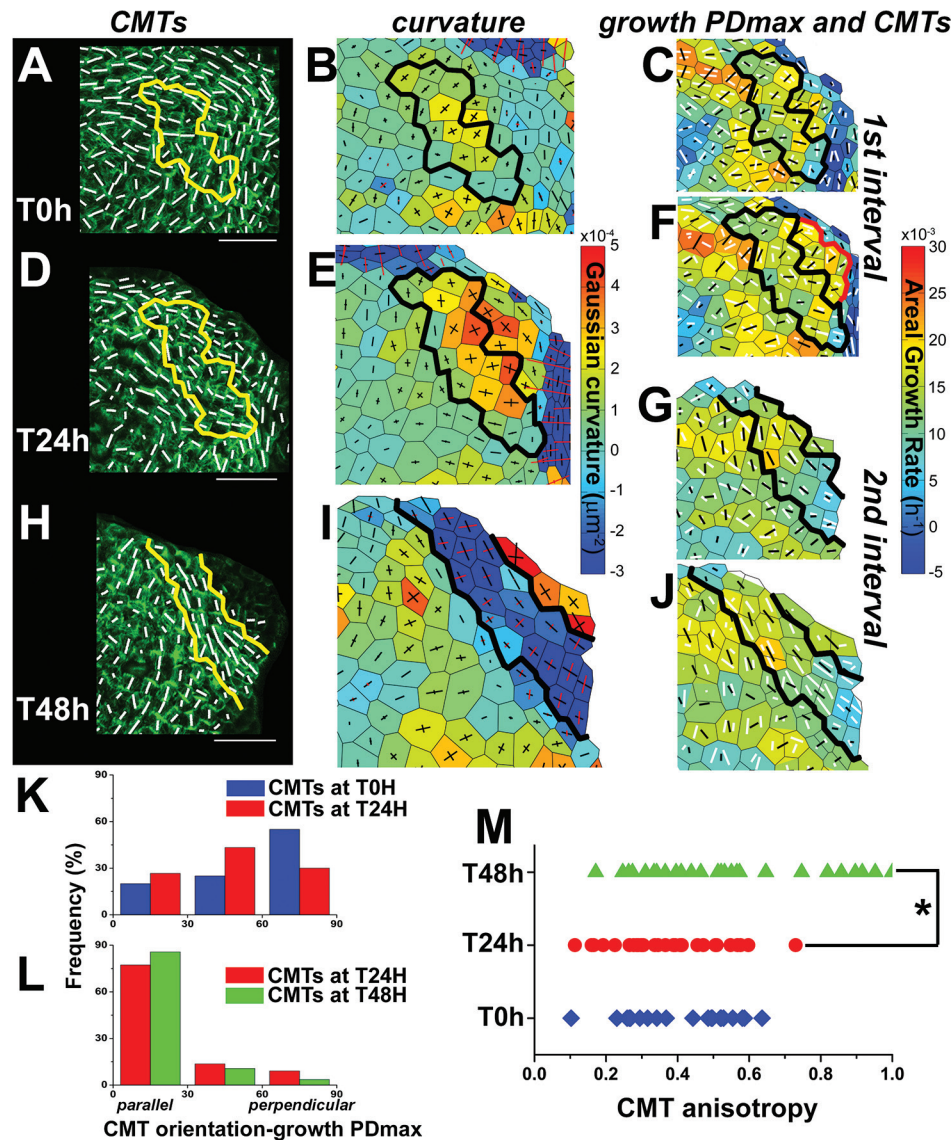 CMTs
curvature
growth PDmax and CMTs
A
B
C
T0h
1st interval
D
E
F
T24h
×10-4
5
4
3
2
1
0
-1
-2
-3
Gaussian curvature (μm-2)
×10-3
30
25
20
15
10
5
0
-5
Areal Growth Rate (h-1)
G
2nd interval
H
I
J
T48h
K
CMTs at T0H
CMTs at T24H
90
60
30
0
0 30 60 90
Frequency (%)
L
CMTs at T24H
CMTs at T48H
90
60
30
0
0 30 60 90
parallel perpendicular
CMT orientation-growth PDmax
M
T48h
T24h
T0h
*
0.0 0.2 0.4 0.6 0.8 1.0
CMT anisotropy